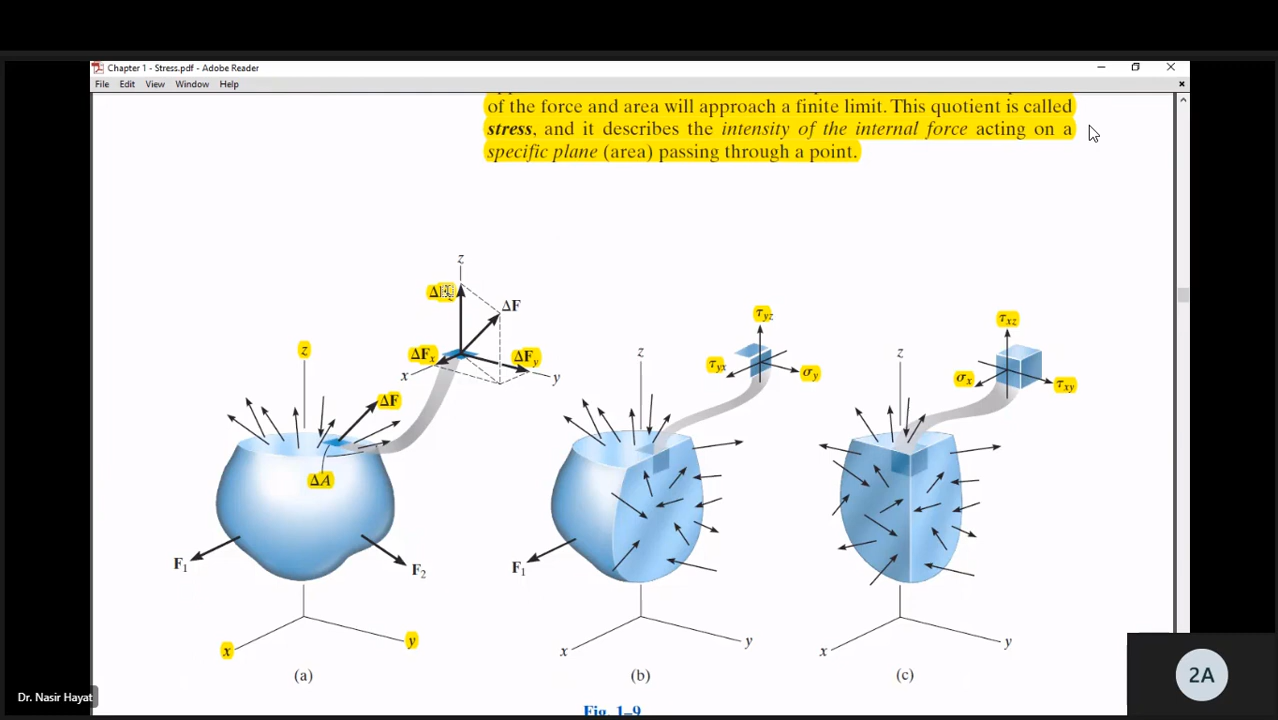 Chapter 1 - Stress.pdf - Adobe Reader
File Edit View Window Help
of the force and area will approach a finite limit. This quotient is called
stress, and it describes the intensity of the internal force acting on a
specific plane (area) passing through a point.
z
ΔF
ΔFx
ΔFy
x
y
z
ΔF
ΔA
F1
F2
x
y
(a)
τyz
τyx
σy
z
F1
x
y
(b)
τxz
σx
τxy
z
x
y
(c)
Fig. 1–9
Dr. Nasir Hayat
2A